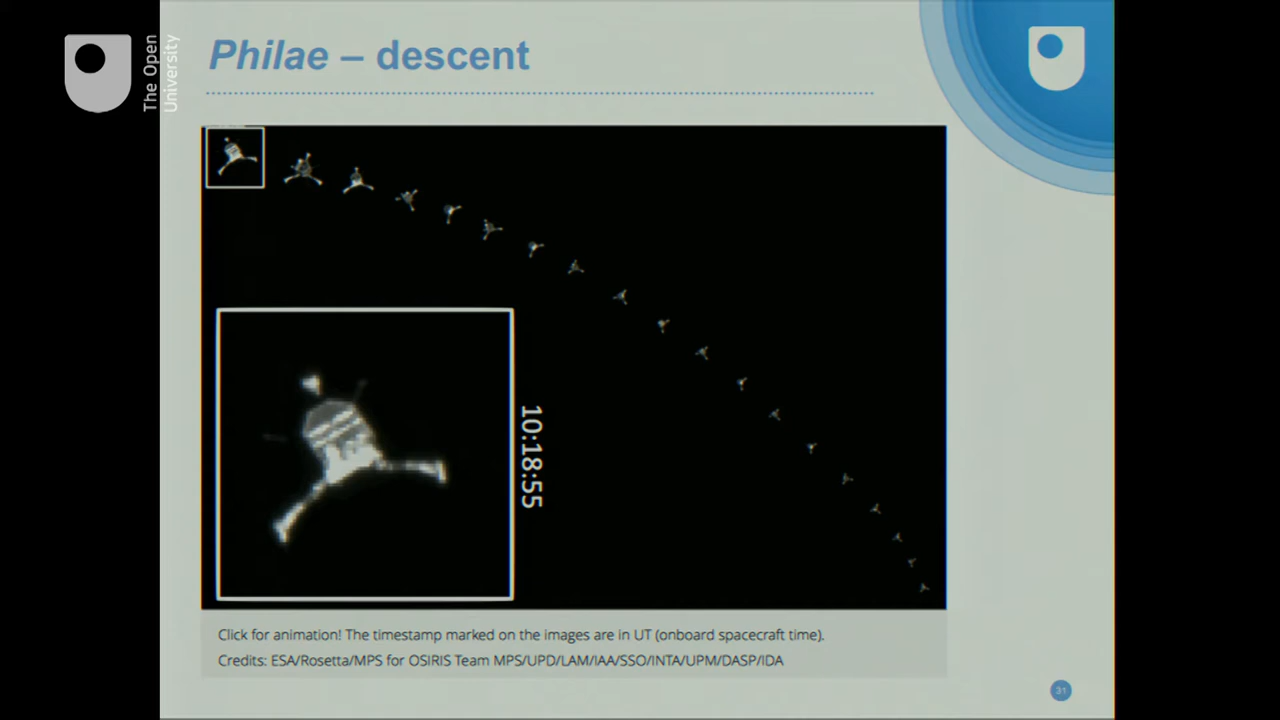 The Open
University
Philae – descent
10:18:55
Click for animation! The timestamp marked on the images are in UT (onboard spacecraft time).
Credits: ESA/Rosetta/MPS for OSIRIS Team MPS/UPD/LAM/IAA/SSO/INTA/UPM/DASP/IDA
31